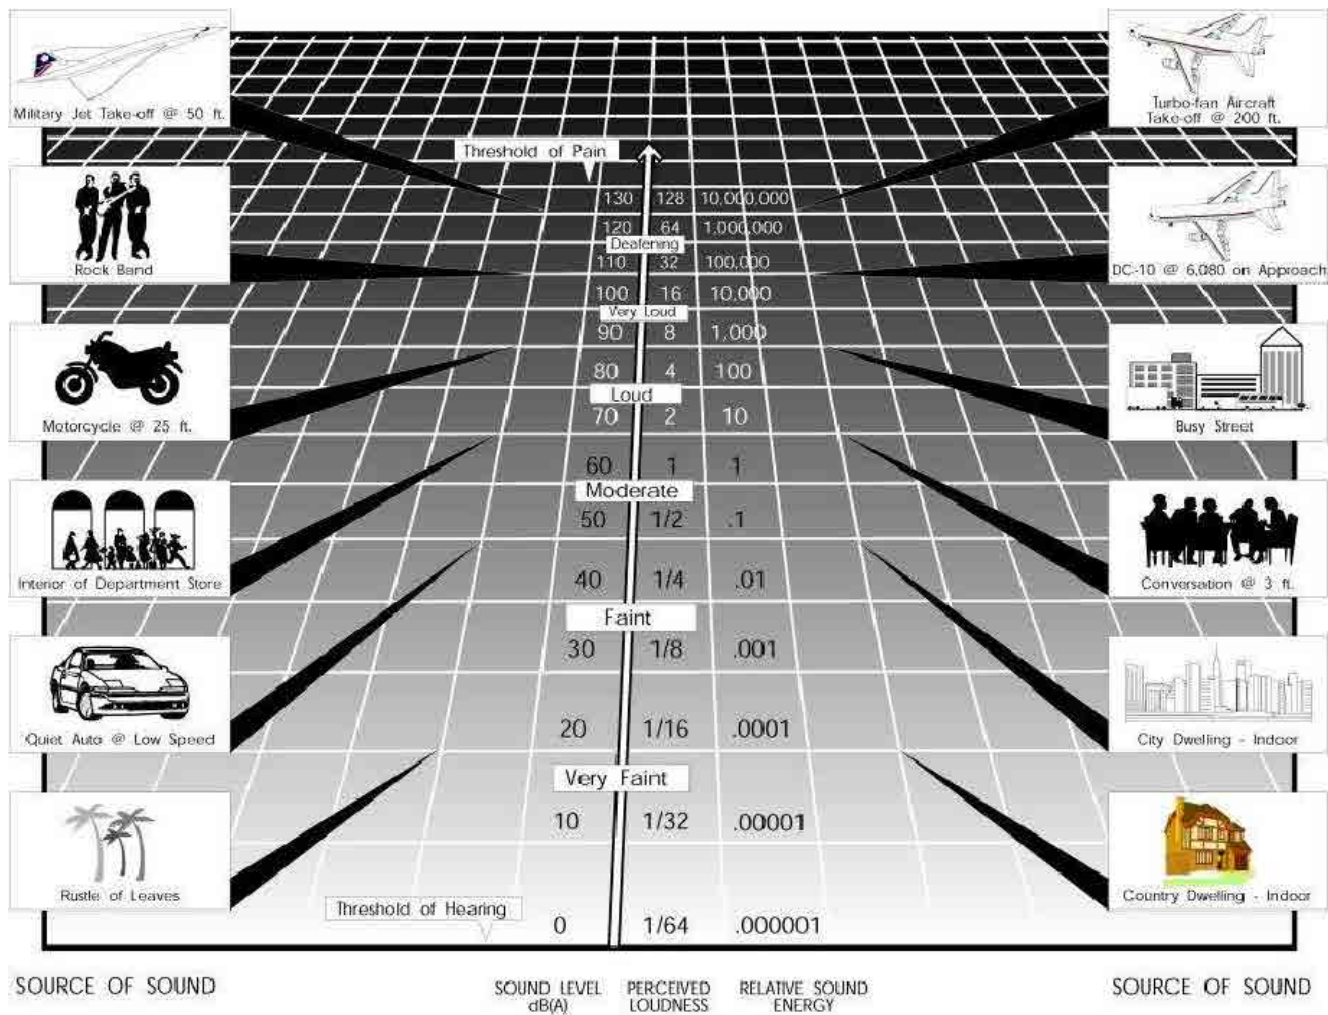 Military Jet Take-off @ 50 ft.
Turbo-fan Aircraft
Take-off @ 200 ft.
Threshold of Pain
130 .128 10,000,000
Rock Band
DC-10 @ 6,080 on Approach
120 64 1,000,000
Deafening
110 32 100,000
100 16 10,000
Very Loud
90 8 1,000
Motorcycle @ 25 ft.
Busy Street
80 4 100
Loud
70 2 10
60 1 1
Moderate
50 1/2 .1
Interior of Department Store
Conversation @ 3 ft.
40 1/4 .01
Faint
30 1/8 .001
Quiet Auto @ Low Speed
City Dwelling - Indoor
20 1/16 .0001
Very Faint
10 1/32 .00001
Rustle of Leaves
Country Dwelling - Indoor
Threshold of Hearing
0 1/64 .000001
SOURCE OF SOUND
SOUND LEVEL
dB(A)
PERCEIVED
LOUDNESS
RELATIVE SOUND
ENERGY
SOURCE OF SOUND